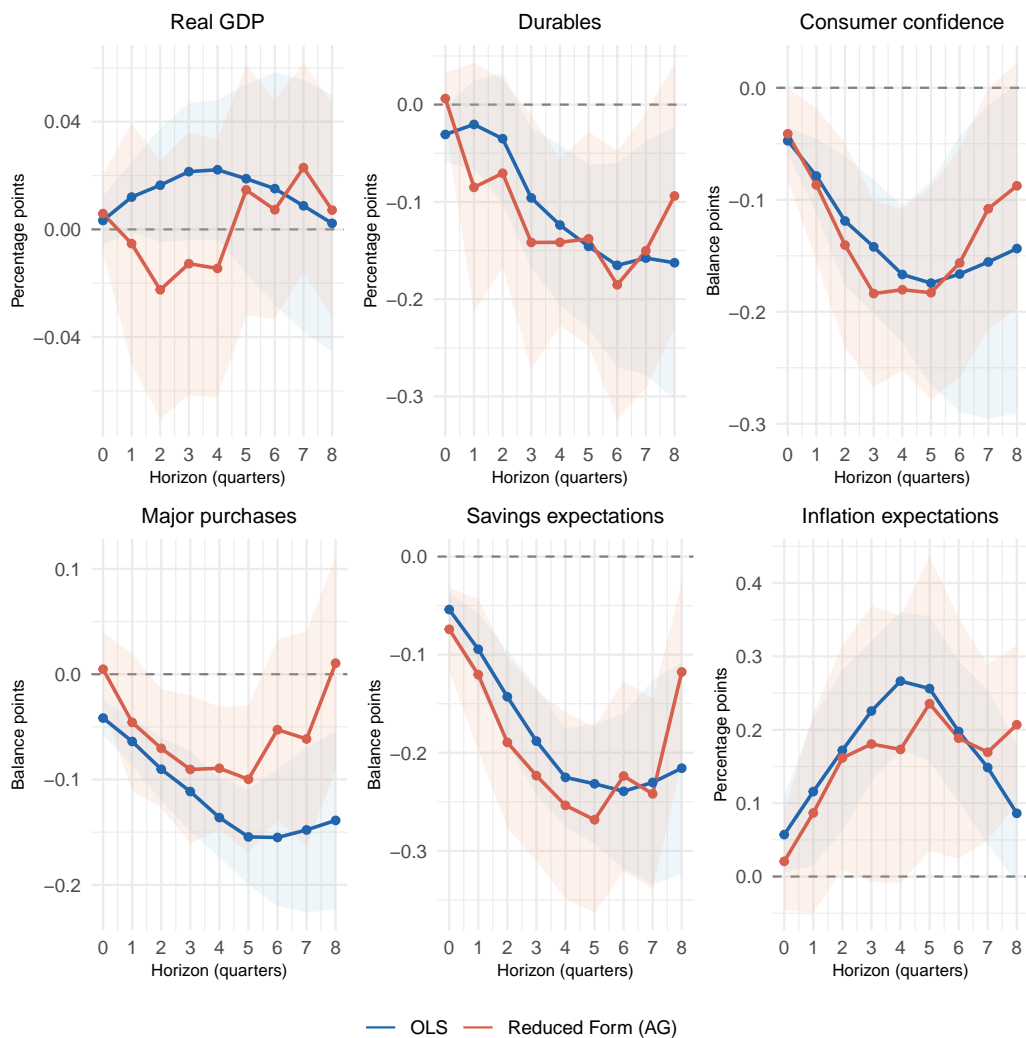 Real GDP
Percentage points
0.04
0.00
−0.04
0 1 2 3 4 5 6 7 8
Horizon (quarters)
Durables
Percentage points
0.0
−0.1
−0.2
−0.3
0 1 2 3 4 5 6 7 8
Horizon (quarters)
Consumer confidence
Balance points
0.0
−0.1
−0.2
−0.3
0 1 2 3 4 5 6 7 8
Horizon (quarters)
Major purchases
Balance points
0.1
0.0
−0.1
−0.2
0 1 2 3 4 5 6 7 8
Horizon (quarters)
Savings expectations
Balance points
0.0
−0.1
−0.2
−0.3
0 1 2 3 4 5 6 7 8
Horizon (quarters)
Inflation expectations
Percentage points
0.4
0.3
0.2
0.1
0.0
0 1 2 3 4 5 6 7 8
Horizon (quarters)
OLS Reduced Form (AG)